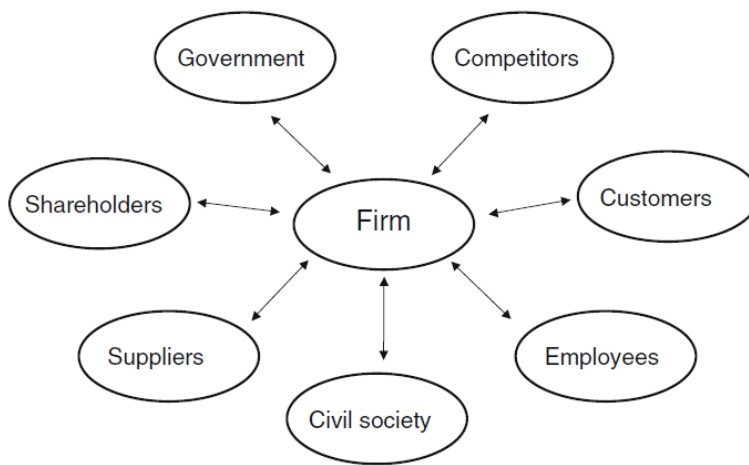 Government
Competitors
Shareholders
Firm
Customers
Suppliers
Employees
Civil society